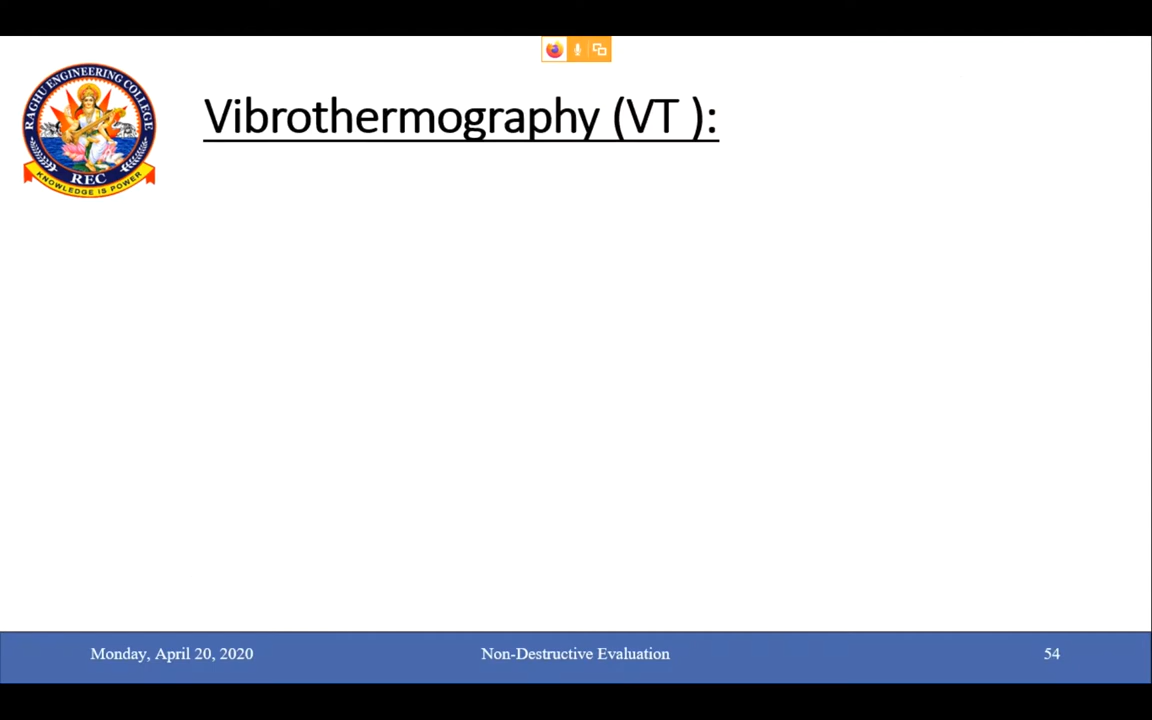 RAGHU ENGINEERING COLLEGE
REC
KNOWLEDGE IS POWER
Vibrothermography (VT ):
Monday, April 20, 2020
Non-Destructive Evaluation
54